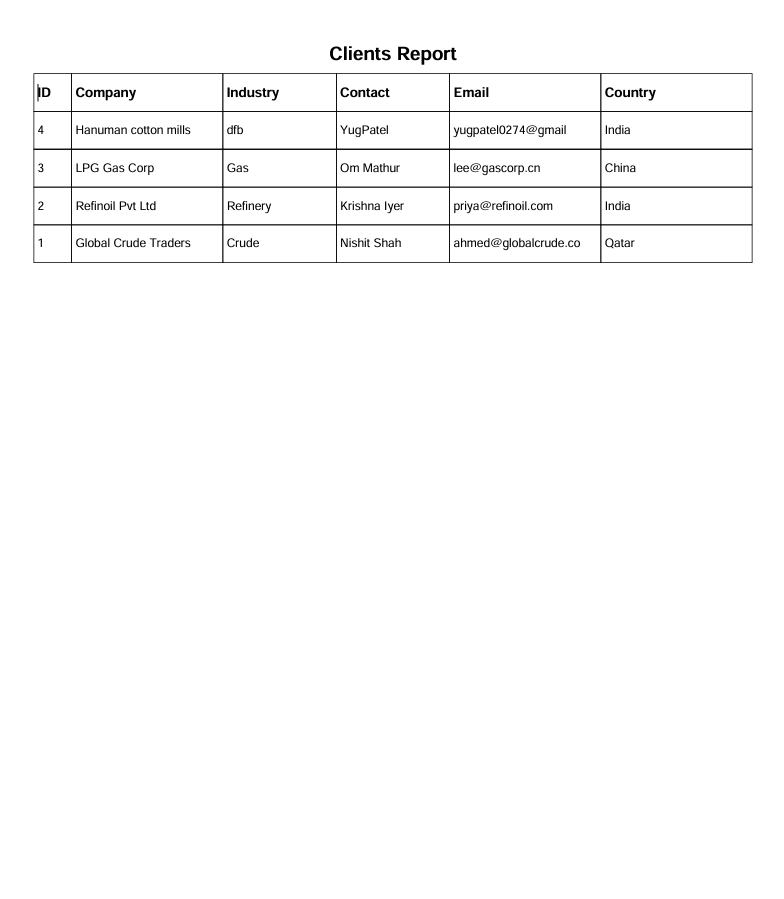 Clients Report
ID Company Industry Contact Email Country
4 Hanuman cotton mills dfb YugPatel yugpatel0274@gmail India
3 LPG Gas Corp Gas Om Mathur lee@gascorp.cn China
2 Refinoil Pvt Ltd Refinery Krishna Iyer priya@refinoil.com India
1 Global Crude Traders Crude Nishit Shah ahmed@globalcrude.co Qatar